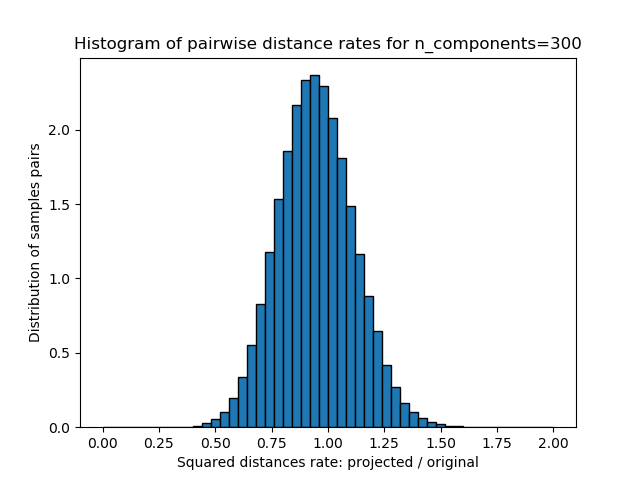 Histogram of pairwise distance rates for n_components=300
Distribution of samples pairs
2.0
1.5
1.0
0.5
0.0
0.00 0.25 0.50 0.75 1.00 1.25 1.50 1.75 2.00
Squared distances rate: projected / original